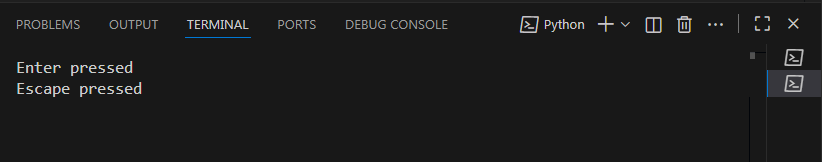 PROBLEMS OUTPUT TERMINAL PORTS DEBUG CONSOLE Python
Enter pressed
Escape pressed